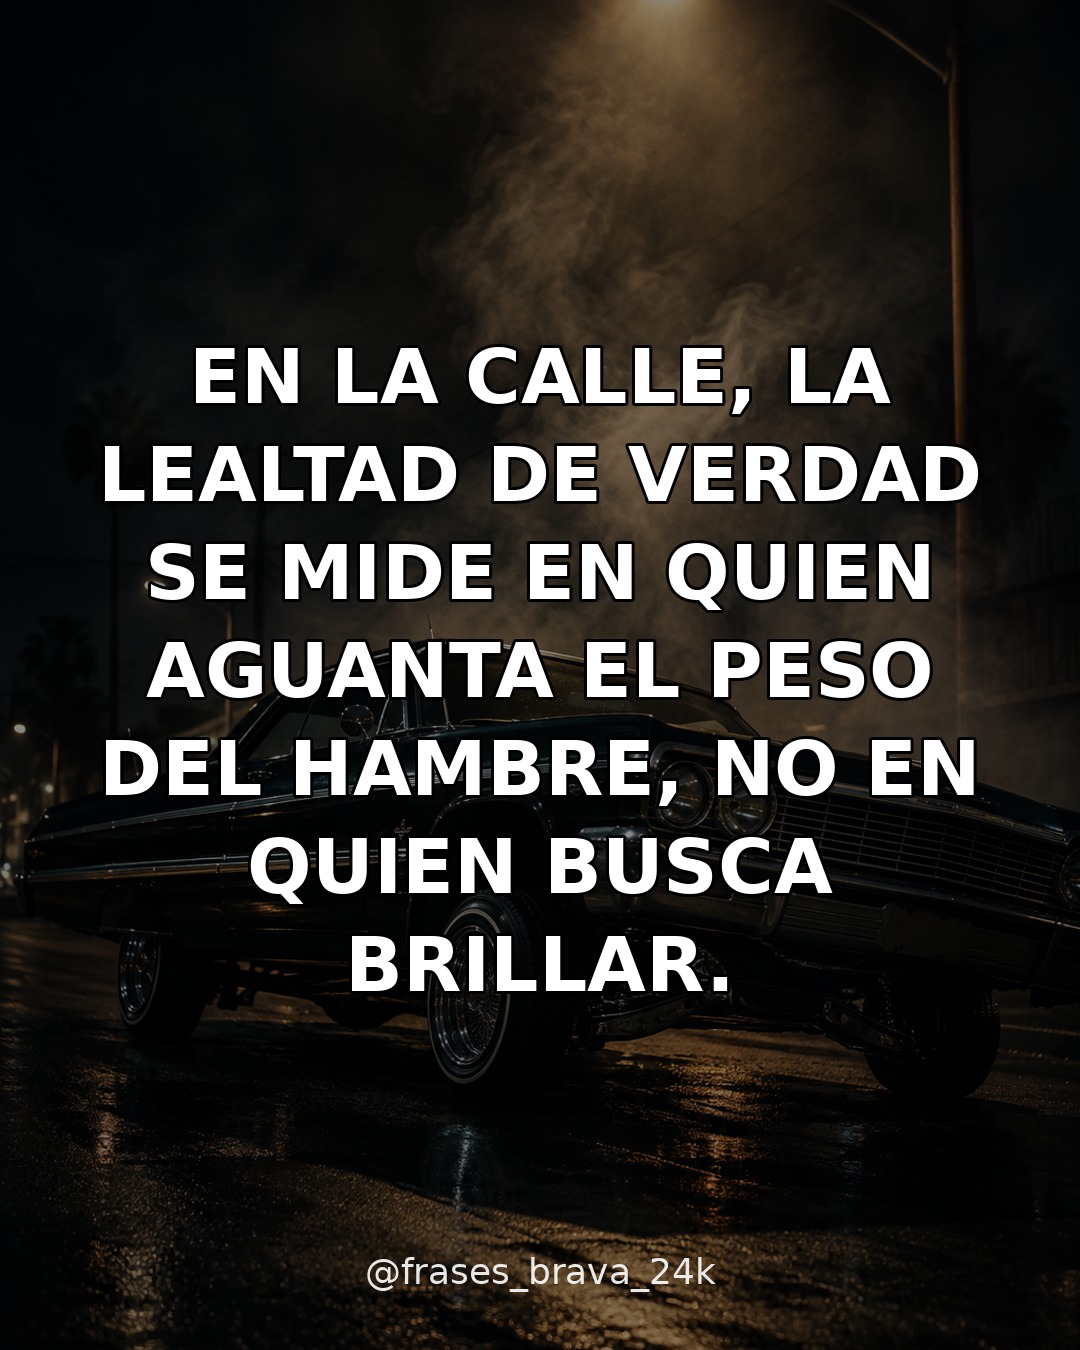 EN LA CALLE, LA
LEALTAD DE VERDAD
SE MIDE EN QUIEN
AGUANTA EL PESO
DEL HAMBRE, NO EN
QUIEN BUSCA
BRILLAR.
@frases_brava_24k